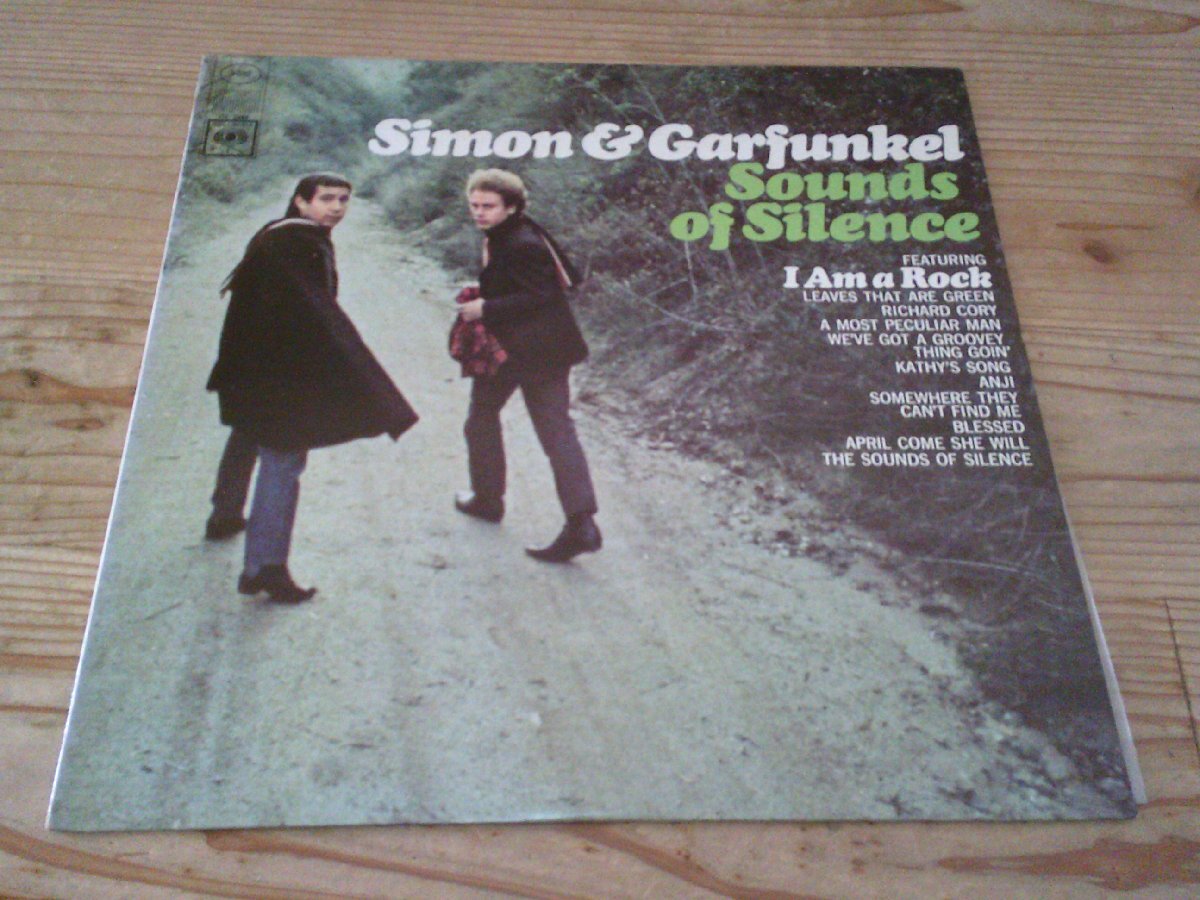 Simon & Garfunkel
Sounds
of Silence
FEATURING
I Am a Rock
LEAVES THAT ARE GREEN
RICHARD CORY
A MOST PECULIAR MAN
WE'VE GOT A GROOVEY
THING GOIN'
KATHY'S SONG
ANJI
SOMEWHERE THEY
CAN'T FIND ME
BLESSED
APRIL COME SHE WILL
THE SOUNDS OF SILENCE